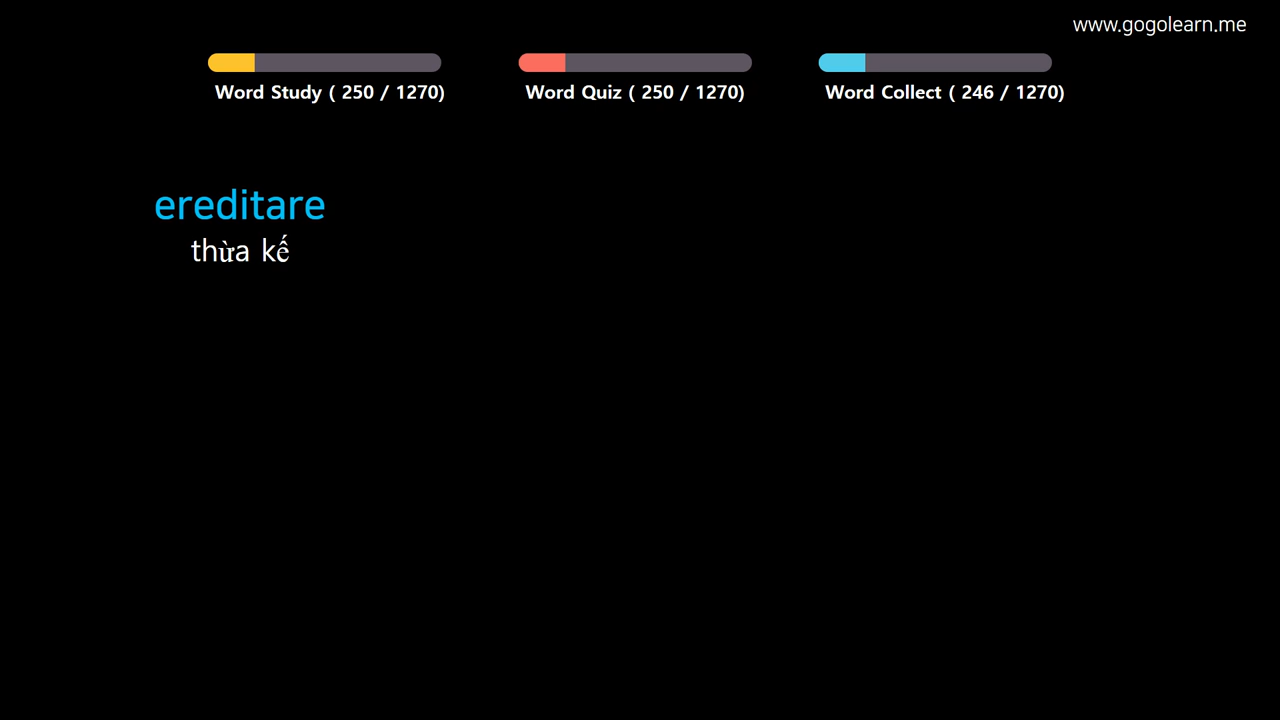 www.gogolearn.me
Word Study ( 250 / 1270)
Word Quiz ( 250 / 1270)
Word Collect ( 246 / 1270)
ereditare
thừa kế